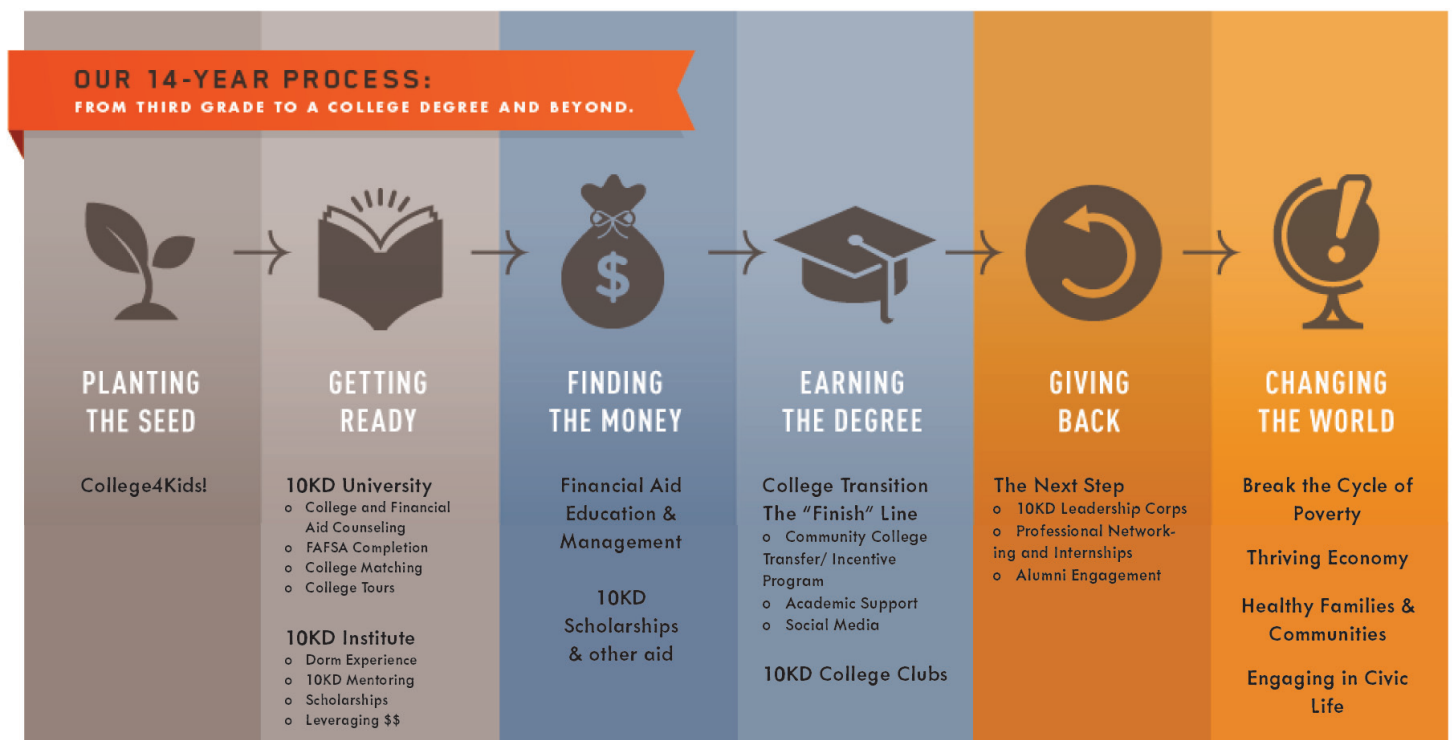 OUR 14-YEAR PROCESS:
FROM THIRD GRADE TO A COLLEGE DEGREE AND BEYOND.
PLANTING
THE SEED
College4Kids!
GETTING
READY
10KD University
o College and Financial
Aid Counseling
o FAFSA Completion
o College Matching
o College Tours
10KD Institute
o Dorm Experience
o 10KD Mentoring
o Scholarships
o Leveraging $$
$
FINDING
THE MONEY
Financial Aid
Education &
Management
10KD
Scholarships
& other aid
EARNING
THE DEGREE
College Transition
The “Finish” Line
o Community College
Transfer/ Incentive
Program
o Academic Support
o Social Media
10KD College Clubs
GIVING
BACK
The Next Step
o 10KD Leadership Corps
o Professional Network-
ing and Internships
o Alumni Engagement
!
CHANGING
THE WORLD
Break the Cycle of
Poverty
Thriving Economy
Healthy Families &
Communities
Engaging in Civic
Life